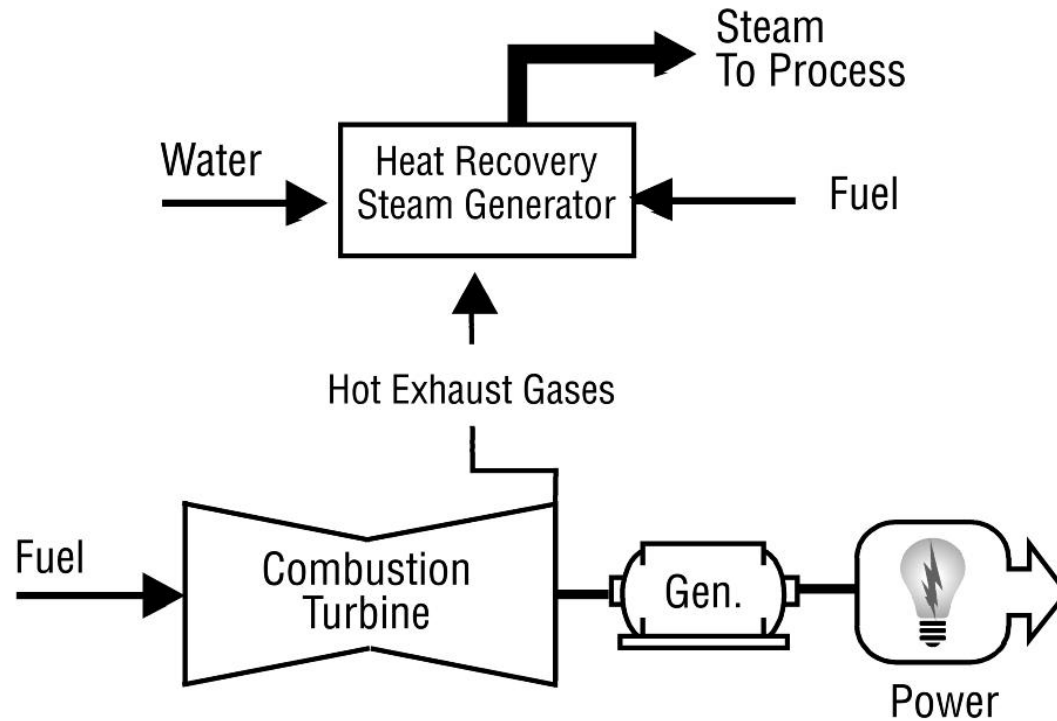 Steam
To Process
Water
Heat Recovery
Steam Generator
Fuel
Hot Exhaust Gases
Fuel
Combustion
Turbine
Gen.
Power